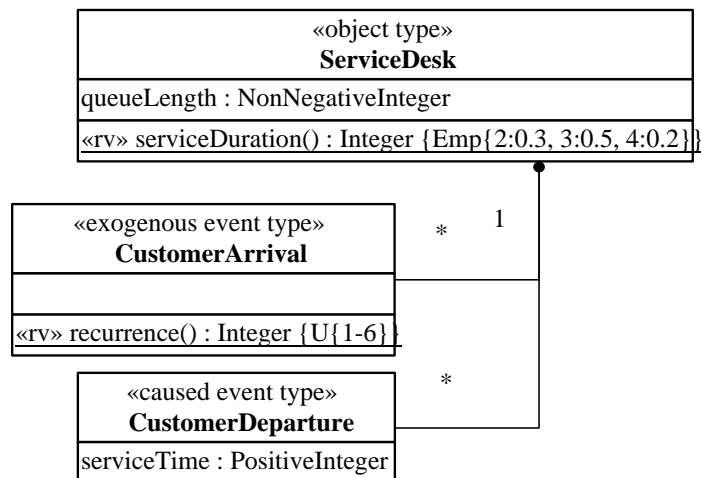 «object type»
ServiceDesk
queueLength : NonNegativeInteger
«rv» serviceDuration() : Integer {Emp{2:0.3, 3:0.5, 4:0.2}}
«exogenous event type»
CustomerArrival
* 1
«rv» recurrence() : Integer {U{1-6}}
«caused event type»
CustomerDeparture
*
serviceTime : PositiveInteger